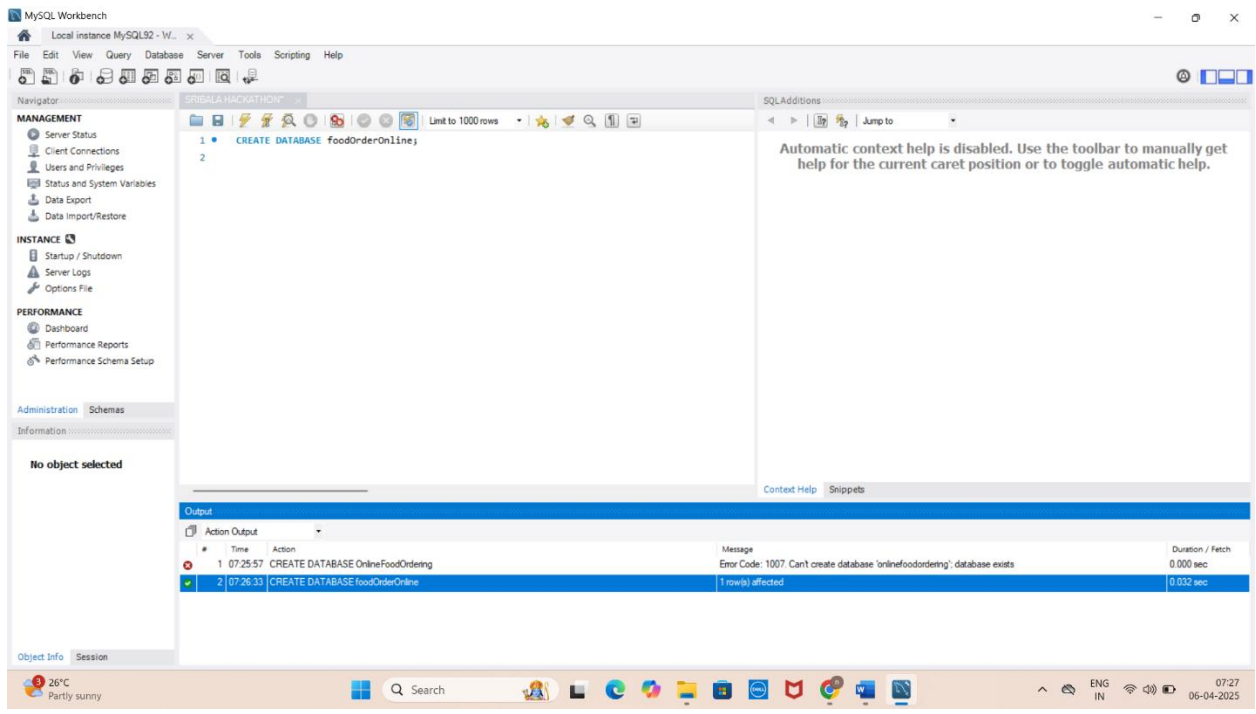 MySQL Workbench
Local instance MySQL92 - W...
File Edit View Query Database Server Tools Scripting Help
Navigator
MANAGEMENT
Server Status
Client Connections
Users and Privileges
Status and System Variables
Data Export
Data Import/Restore
INSTANCE
Startup / Shutdown
Server Logs
Options File
PERFORMANCE
Dashboard
Performance Reports
Performance Schema Setup
Administration Schemas
Information
No object selected
Object Info Session
SRIBALA HACKATHON*
Limit to 1000 rows
1 CREATE DATABASE foodOrderOnline;
2
SQLAdditions
Jump to
Automatic context help is disabled. Use the toolbar to manually get
help for the current caret position or to toggle automatic help.
Context Help Snippets
Output
Action Output
# Time Action Message Duration / Fetch
1 07:25:57 CREATE DATABASE OnlineFoodOrdering Error Code: 1007. Can't create database 'onlinefoodordering'; database exists 0.000 sec
2 07:26:33 CREATE DATABASE foodOrderOnline 1 row(s) affected 0.032 sec
3
26°C
Partly sunny
Search
DELL
W
ENG
IN
07:27
06-04-2025